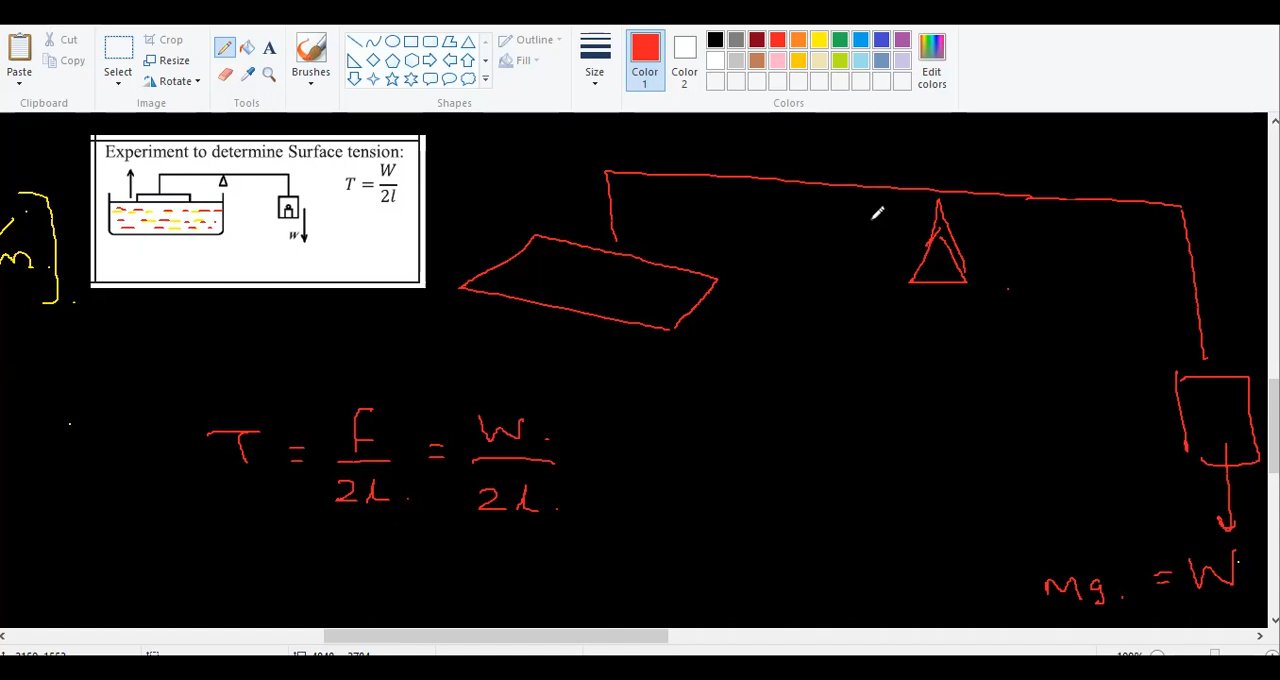 Paste
Cut
Copy
Clipboard
Select
Crop
Resize
Rotate
Image
A
Tools
Brushes
Shapes
Outline
Fill
Size
Color 1
Color 2
Colors
Edit colors
Experiment to determine Surface tension:
T = W/2l
W
m
T = F/2l. = W./2l.
Mg. = W
100%